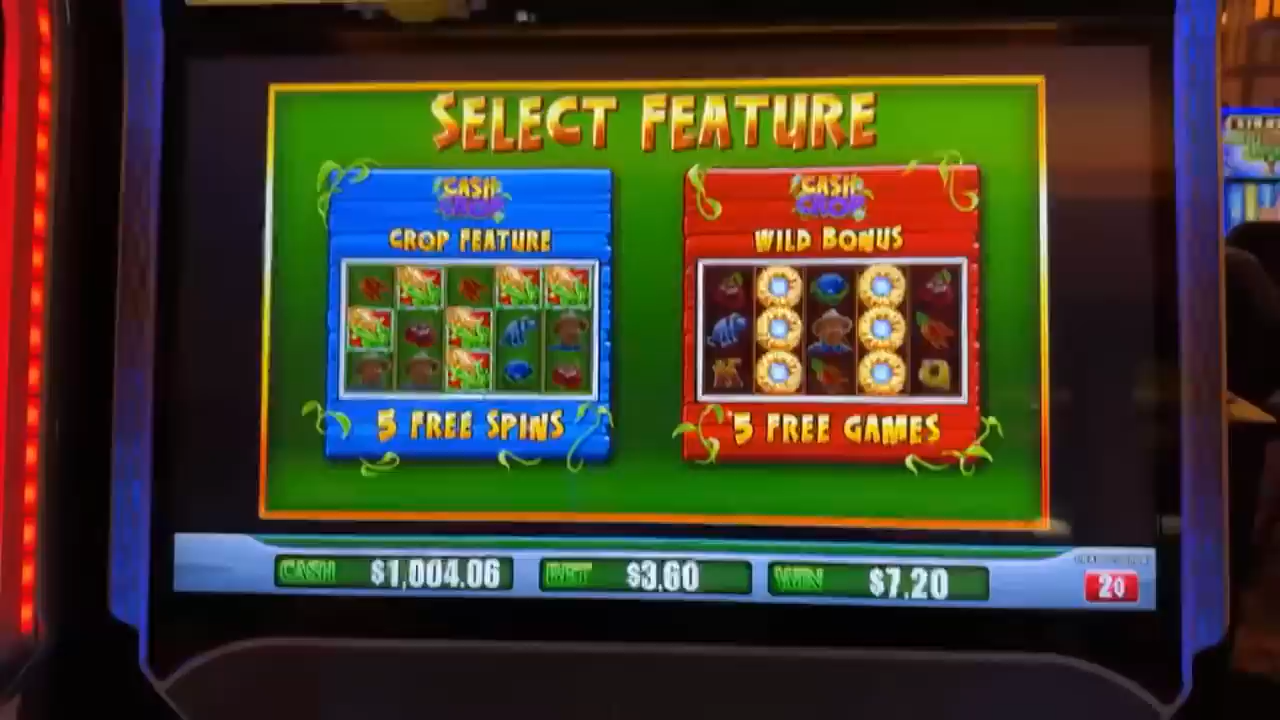 SELECT FEATURE
CASH
CROP
CROP FEATURE
5 FREE SPINS
CASH
CROP
WILD BONUS
5 FREE GAMES
CASH $1,004.06
BET $3.60
WIN $7.20
2¢